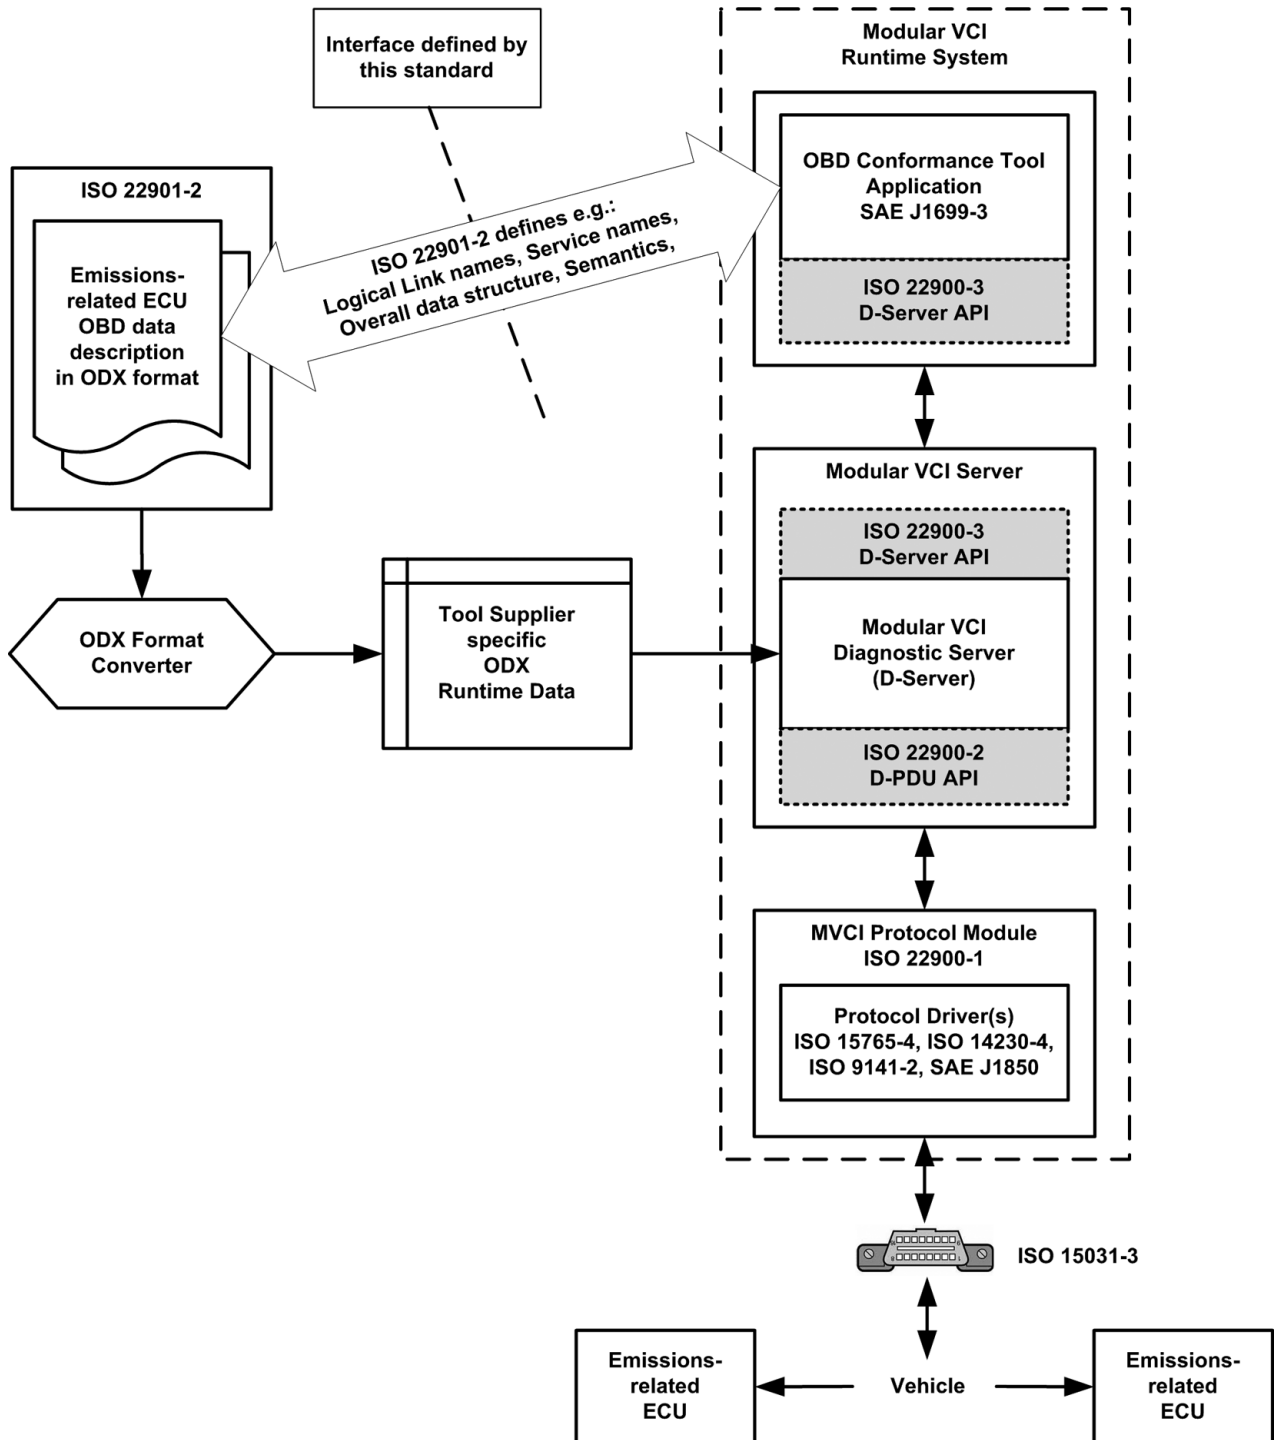 Interface defined by
this standard
Modular VCI
Runtime System
OBD Conformance Tool
Application
SAE J1699-3
ISO 22900-3
D-Server API
ISO 22901-2
Emissions-
related ECU
OBD data
description
in ODX format
ISO 22901-2 defines e.g.:
Logical Link names, Service names,
Overall data structure, Semantics,
Modular VCI Server
ISO 22900-3
D-Server API
Modular VCI
Diagnostic Server
(D-Server)
ISO 22900-2
D-PDU API
ODX Format
Converter
Tool Supplier
specific
ODX
Runtime Data
MVCI Protocol Module
ISO 22900-1
Protocol Driver(s)
ISO 15765-4, ISO 14230-4,
ISO 9141-2, SAE J1850
ISO 15031-3
Emissions-
related
ECU
Vehicle
Emissions-
related
ECU